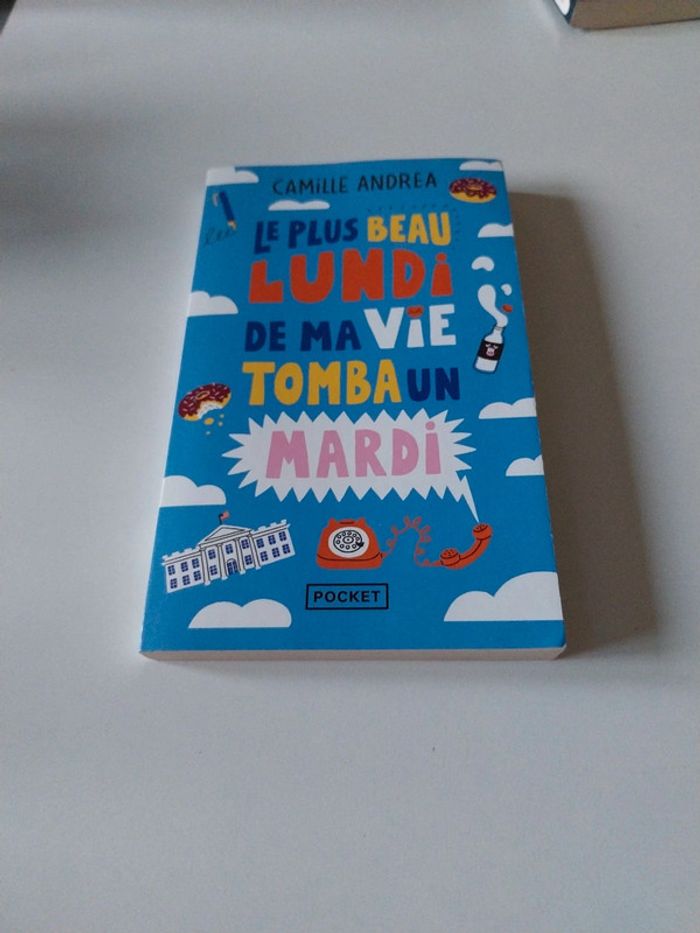 CAMiLLE ANDREA
LE PLUS BEAU
LUNDi
DE MA ViE
TOMBA UN
MARDi
POCKET